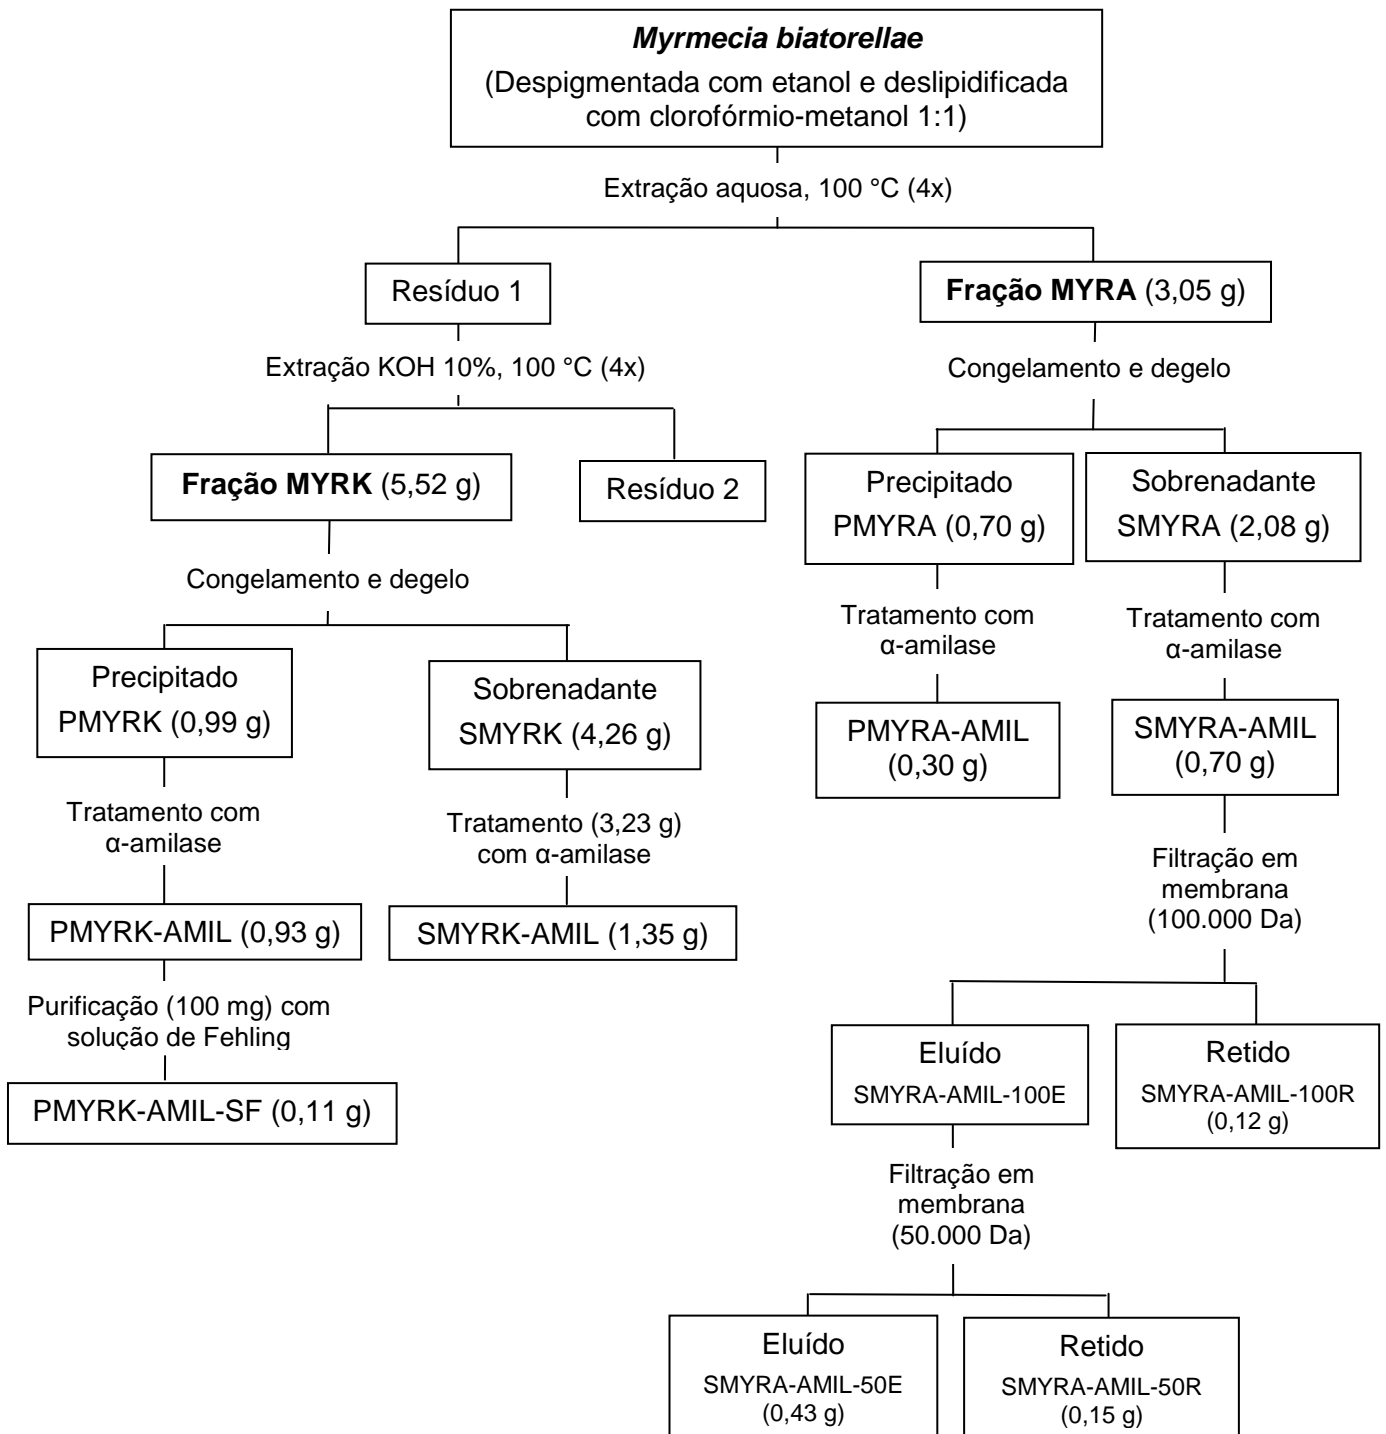 Myrmecia biatorellae
(Despigmentada com etanol e deslipidificada
com clorofórmio-metanol 1:1)
Extração aquosa, 100 °C (4x)
Resíduo 1
Fração MYRA (3,05 g)
Extração KOH 10%, 100 °C (4x)
Congelamento e degelo
Fração MYRK (5,52 g)
Resíduo 2
Precipitado
PMYRA (0,70 g)
Sobrenadante
SMYRA (2,08 g)
Congelamento e degelo
Tratamento com
α-amilase
Tratamento com
α-amilase
Precipitado
PMYRK (0,99 g)
Sobrenadante
SMYRK (4,26 g)
PMYRA-AMIL
(0,30 g)
SMYRA-AMIL
(0,70 g)
Tratamento com
α-amilase
Tratamento (3,23 g)
com α-amilase
Filtração em
membrana
(100.000 Da)
PMYRK-AMIL (0,93 g)
SMYRK-AMIL (1,35 g)
Purificação (100 mg) com
solução de Fehling
Eluído
SMYRA-AMIL-100E
Retido
SMYRA-AMIL-100R
(0,12 g)
PMYRK-AMIL-SF (0,11 g)
Filtração em
membrana
(50.000 Da)
Eluído
SMYRA-AMIL-50E
(0,43 g)
Retido
SMYRA-AMIL-50R
(0,15 g)